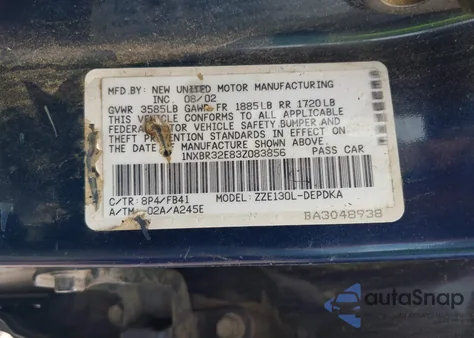 MFD.BY: NEW UNITED MOTOR MANUFACTURING
INC. 08/02
GVWR 3585LB GAWR FR 1885LB RR 1720LB
THIS VEHICLE CONFORMS TO ALL APPLICABLE
FEDERAL MOTOR VEHICLE SAFETY,BUMPER,AND
THEFT PREVENTION STANDARDS IN EFFECT
ON THE DATE OF MANUFACTURE SHOWN ABOVE.
1NXBR32E83Z083856 PASS CAR
C/TR: 8P4/FB41 MODEL: ZZE130L-DEPDKA
A/TM: -02A/A245E
BA3048938
autoSnap